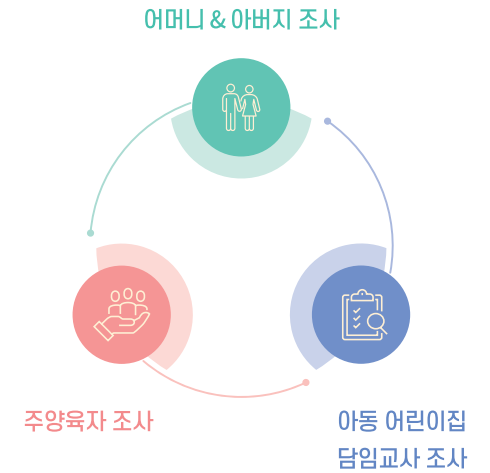 어머니 & 아버지 조사
주양육자 조사
아동 어린이집
담임교사 조사